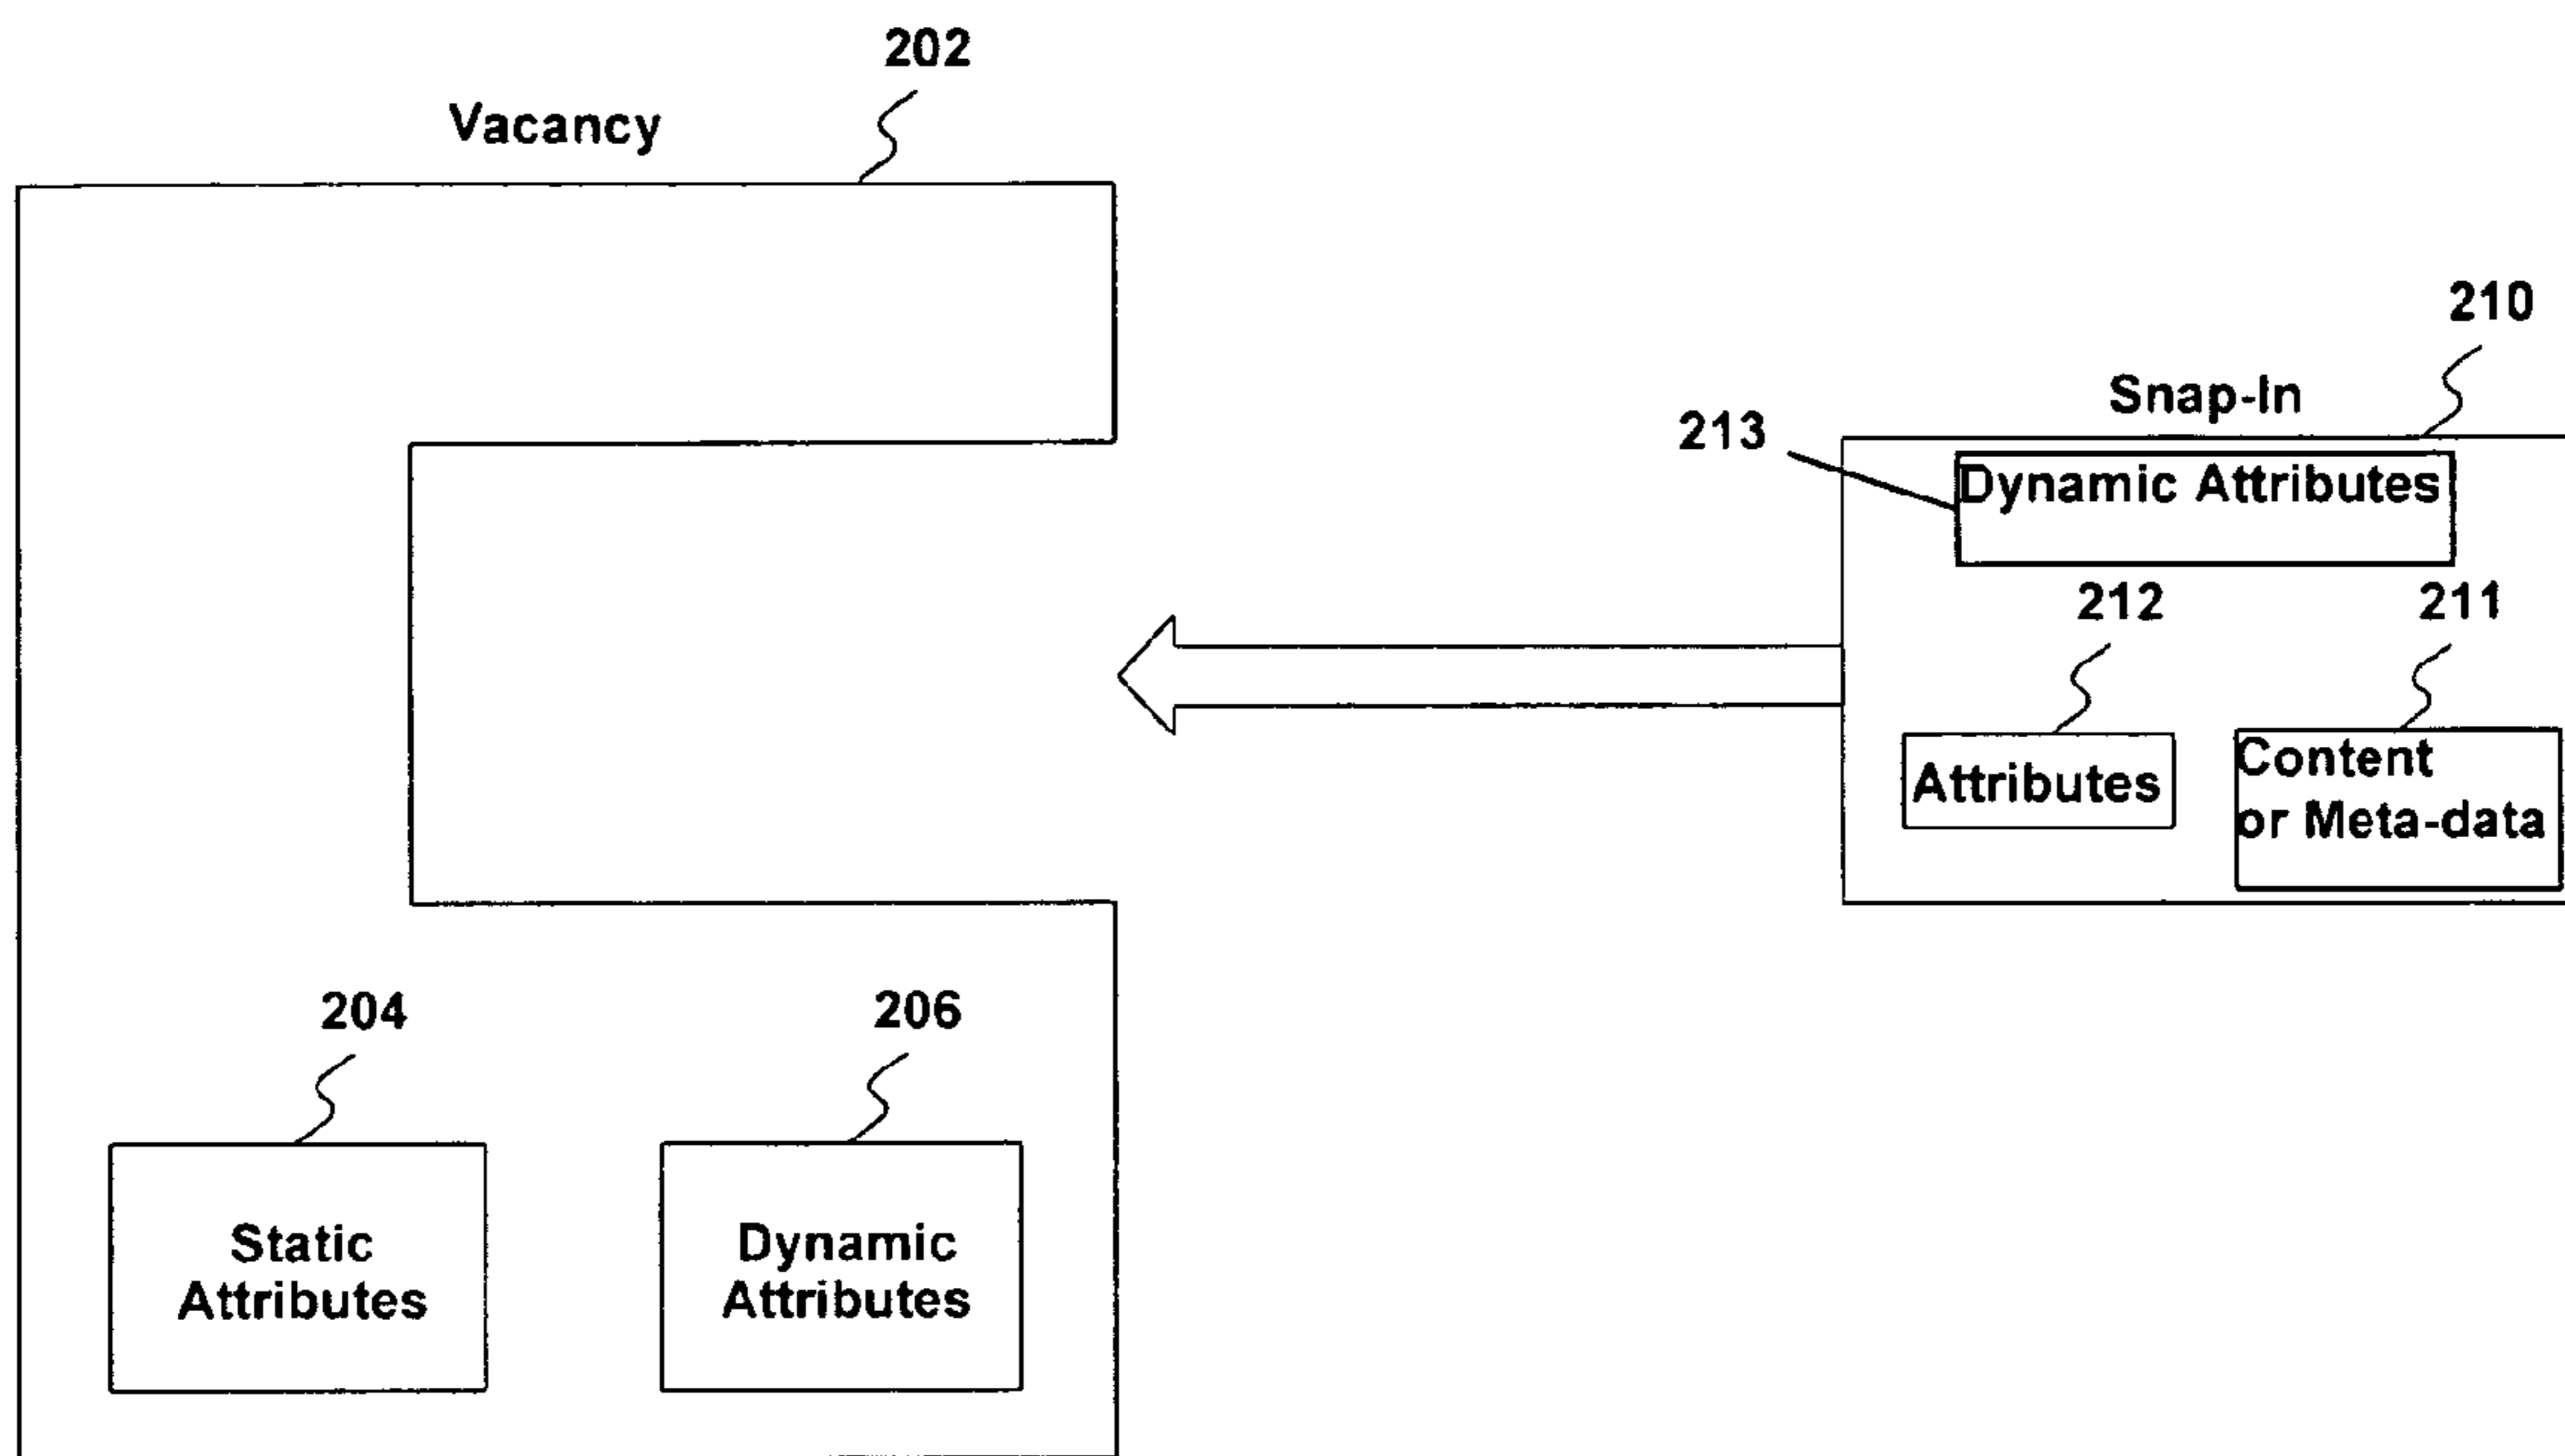 202
Vacancy
210
Snap-In
213
Dynamic Attributes
212
211
Attributes
Content
or Meta-data
204
206
Static
Attributes
Dynamic
Attributes